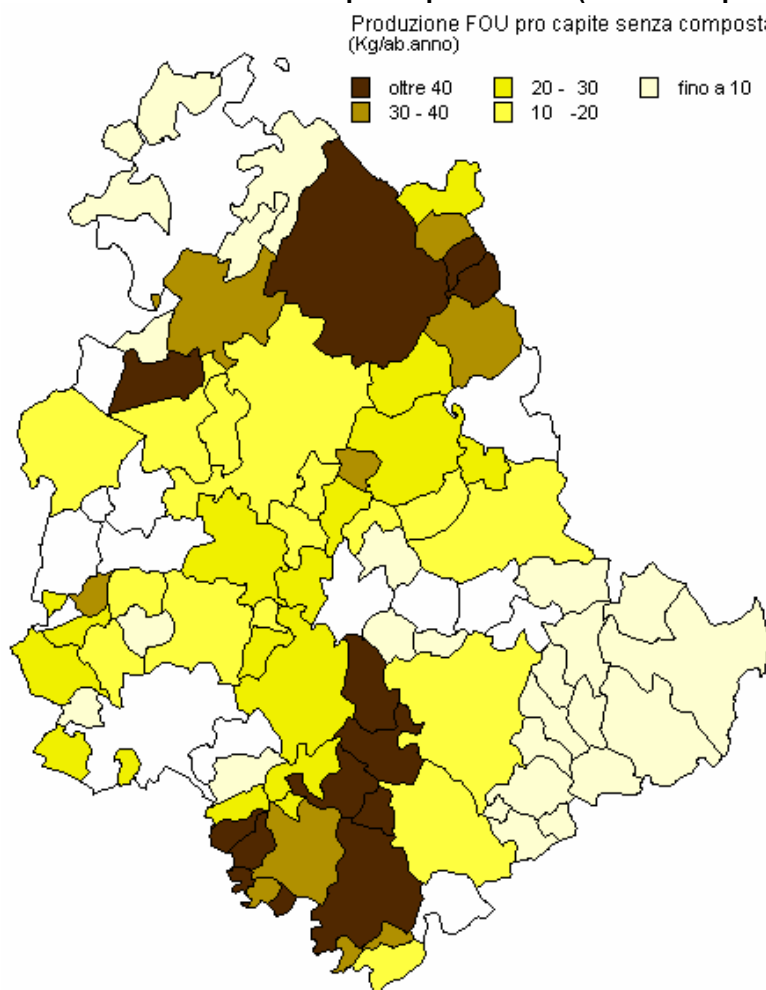 Produzione FOU pro capite senza composta
(Kg/ab.anno)
oltre 40 20 - 30 fino a 10
30 - 40 10 -20